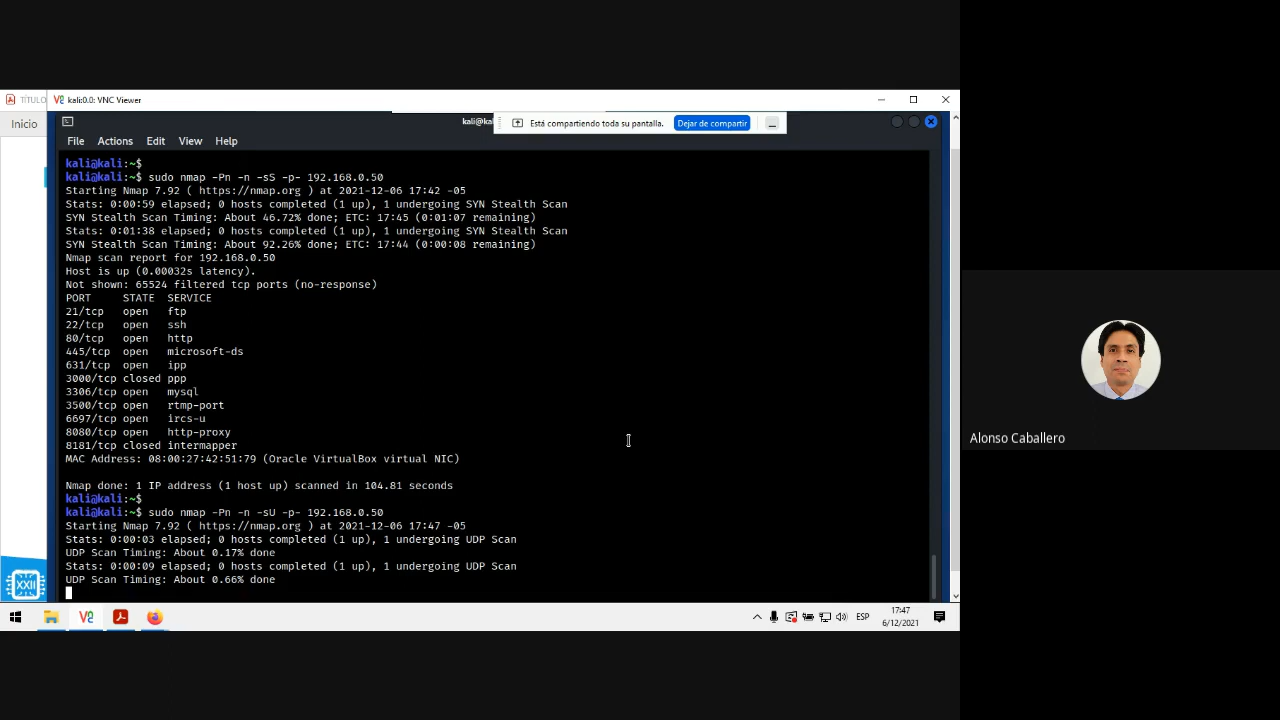 TÍTULO
kali:0.0: VNC Viewer
Inicio
kali@kal
Está compartiendo toda su pantalla.
Dejar de compartir
File Actions Edit View Help
kali@kali:~$
kali@kali:~$ sudo nmap -Pn -n -sS -p- 192.168.0.50
Starting Nmap 7.92 ( https://nmap.org ) at 2021-12-06 17:42 -05
Stats: 0:00:59 elapsed; 0 hosts completed (1 up), 1 undergoing SYN Stealth Scan
SYN Stealth Scan Timing: About 46.72% done; ETC: 17:45 (0:01:07 remaining)
Stats: 0:01:38 elapsed; 0 hosts completed (1 up), 1 undergoing SYN Stealth Scan
SYN Stealth Scan Timing: About 92.26% done; ETC: 17:44 (0:00:08 remaining)
Nmap scan report for 192.168.0.50
Host is up (0.00032s latency).
Not shown: 65524 filtered tcp ports (no-response)
PORT STATE SERVICE
21/tcp open ftp
22/tcp open ssh
80/tcp open http
445/tcp open microsoft-ds
631/tcp open ipp
3000/tcp closed ppp
3306/tcp open mysql
3500/tcp open rtmp-port
6697/tcp open ircs-u
8080/tcp open http-proxy
8181/tcp closed intermapper
MAC Address: 08:00:27:42:51:79 (Oracle VirtualBox virtual NIC)
Nmap done: 1 IP address (1 host up) scanned in 104.81 seconds
kali@kali:~$
kali@kali:~$ sudo nmap -Pn -n -sU -p- 192.168.0.50
Starting Nmap 7.92 ( https://nmap.org ) at 2021-12-06 17:47 -05
Stats: 0:00:03 elapsed; 0 hosts completed (1 up), 1 undergoing UDP Scan
UDP Scan Timing: About 0.17% done
Stats: 0:00:09 elapsed; 0 hosts completed (1 up), 1 undergoing UDP Scan
UDP Scan Timing: About 0.66% done
XXII
ESP
17:47
6/12/2021
Alonso Caballero